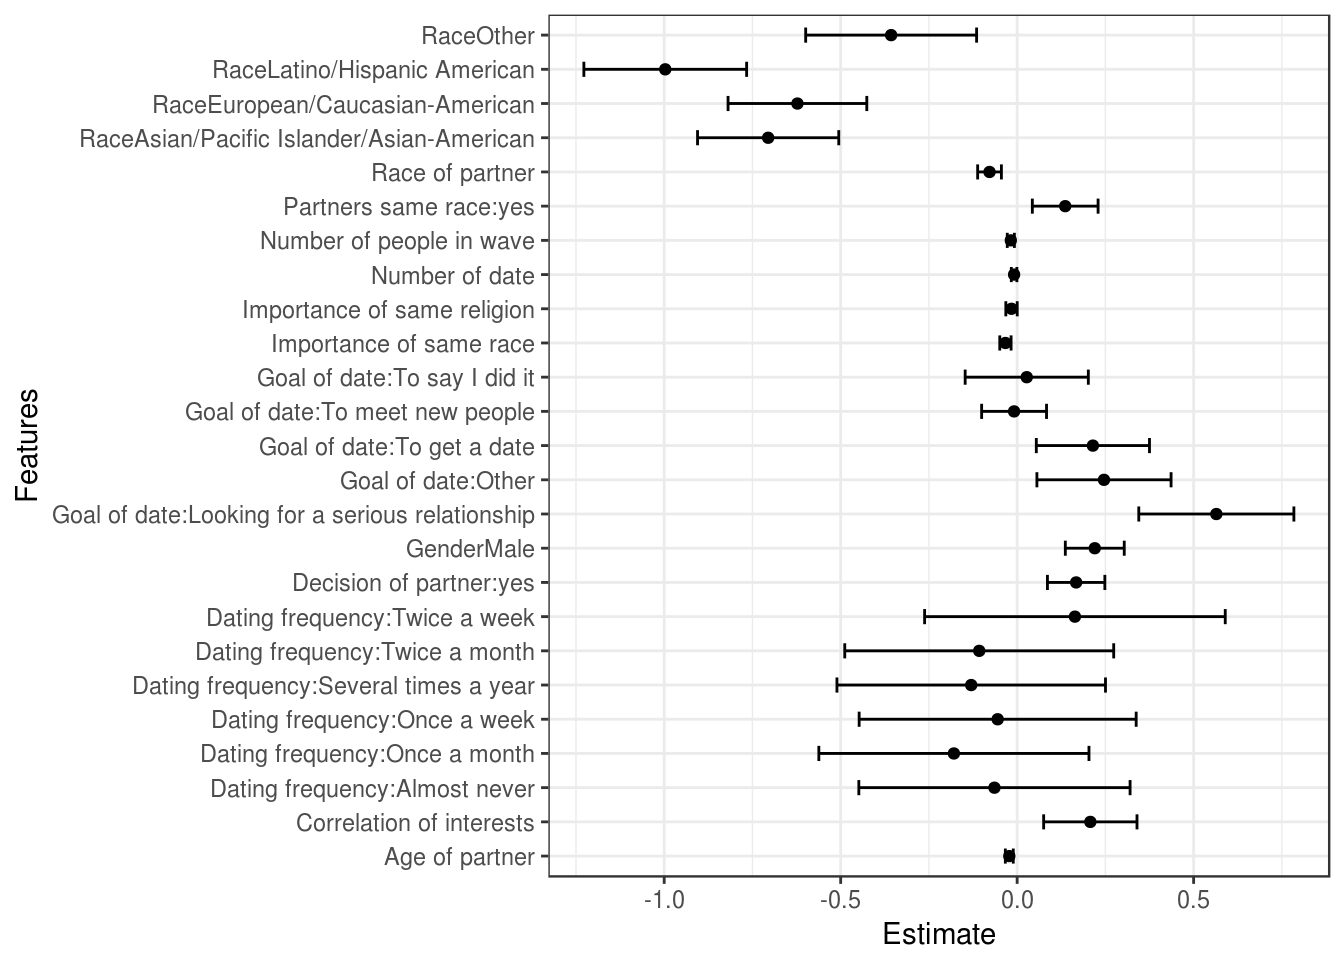 RaceOther
RaceLatino/Hispanic American
RaceEuropean/Caucasian-American
RaceAsian/Pacific Islander/Asian-American
Race of partner
Partners same race:yes
Number of people in wave
Number of date
Importance of same religion
Importance of same race
Goal of date:To say I did it
Goal of date:To meet new people
Goal of date:To get a date
Goal of date:Other
Goal of date:Looking for a serious relationship
GenderMale
Decision of partner:yes
Dating frequency:Twice a week
Dating frequency:Twice a month
Dating frequency:Several times a year
Dating frequency:Once a week
Dating frequency:Once a month
Dating frequency:Almost never
Correlation of interests
Age of partner
Features
-1.0 -0.5 0.0 0.5
Estimate